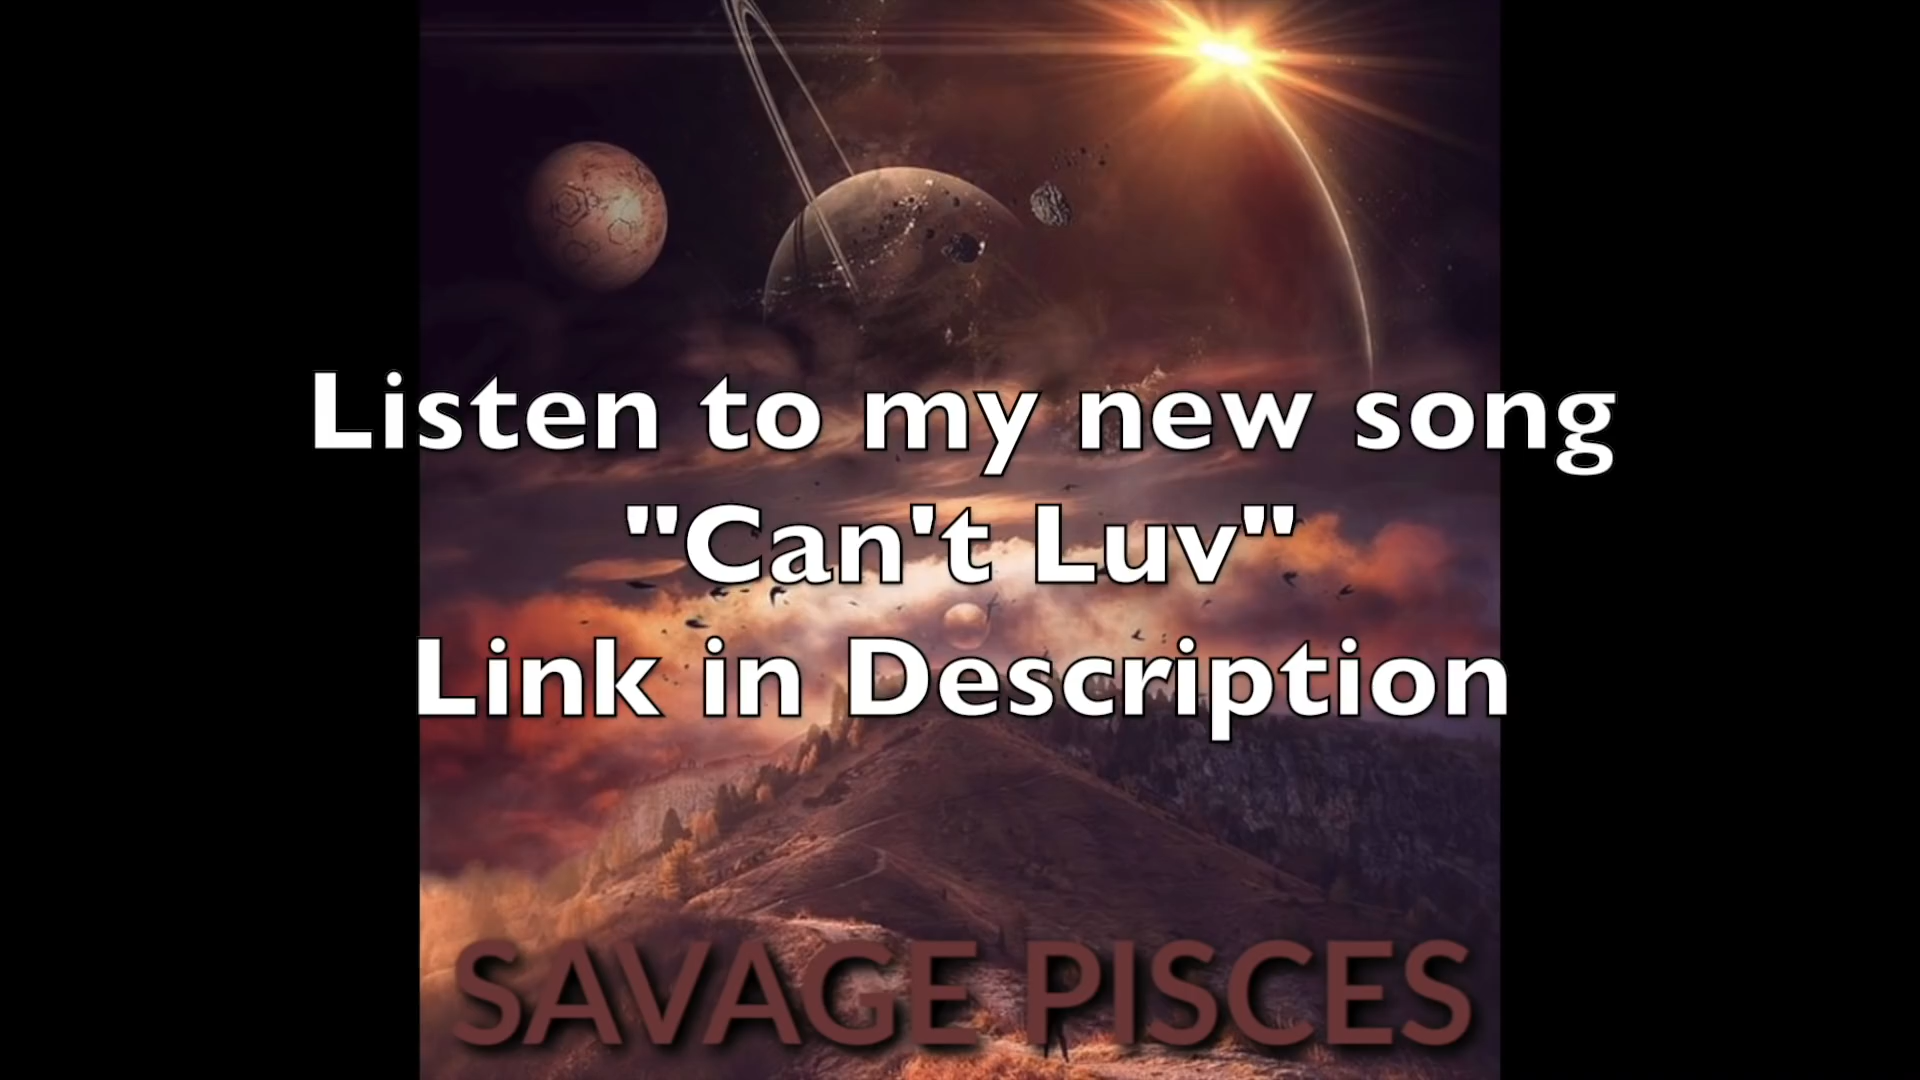 Listen to my new song
"Can't Luv"
Link in Description
SAVAGE PISCES